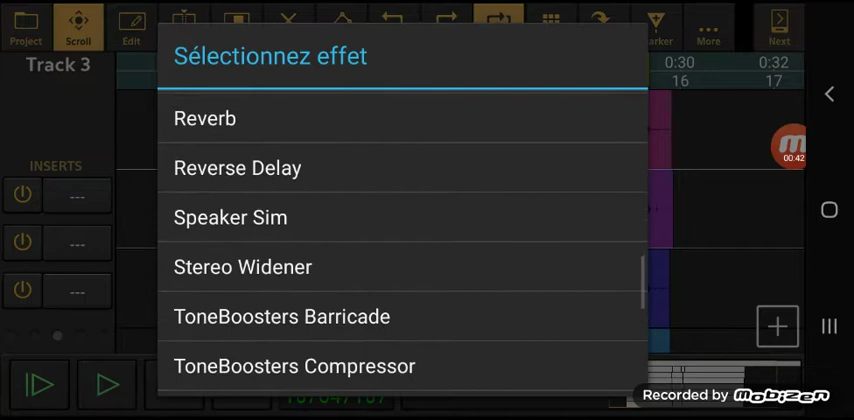 Project
Scroll
Edit
More
Next
Track 3
Sélectionnez effet
0:30
0:32
16
17
Reverb
00:42
INSERTS
Reverse Delay
---
Speaker Sim
---
Stereo Widener
---
ToneBoosters Barricade
ToneBoosters Compressor
Recorded by MOBIZEN